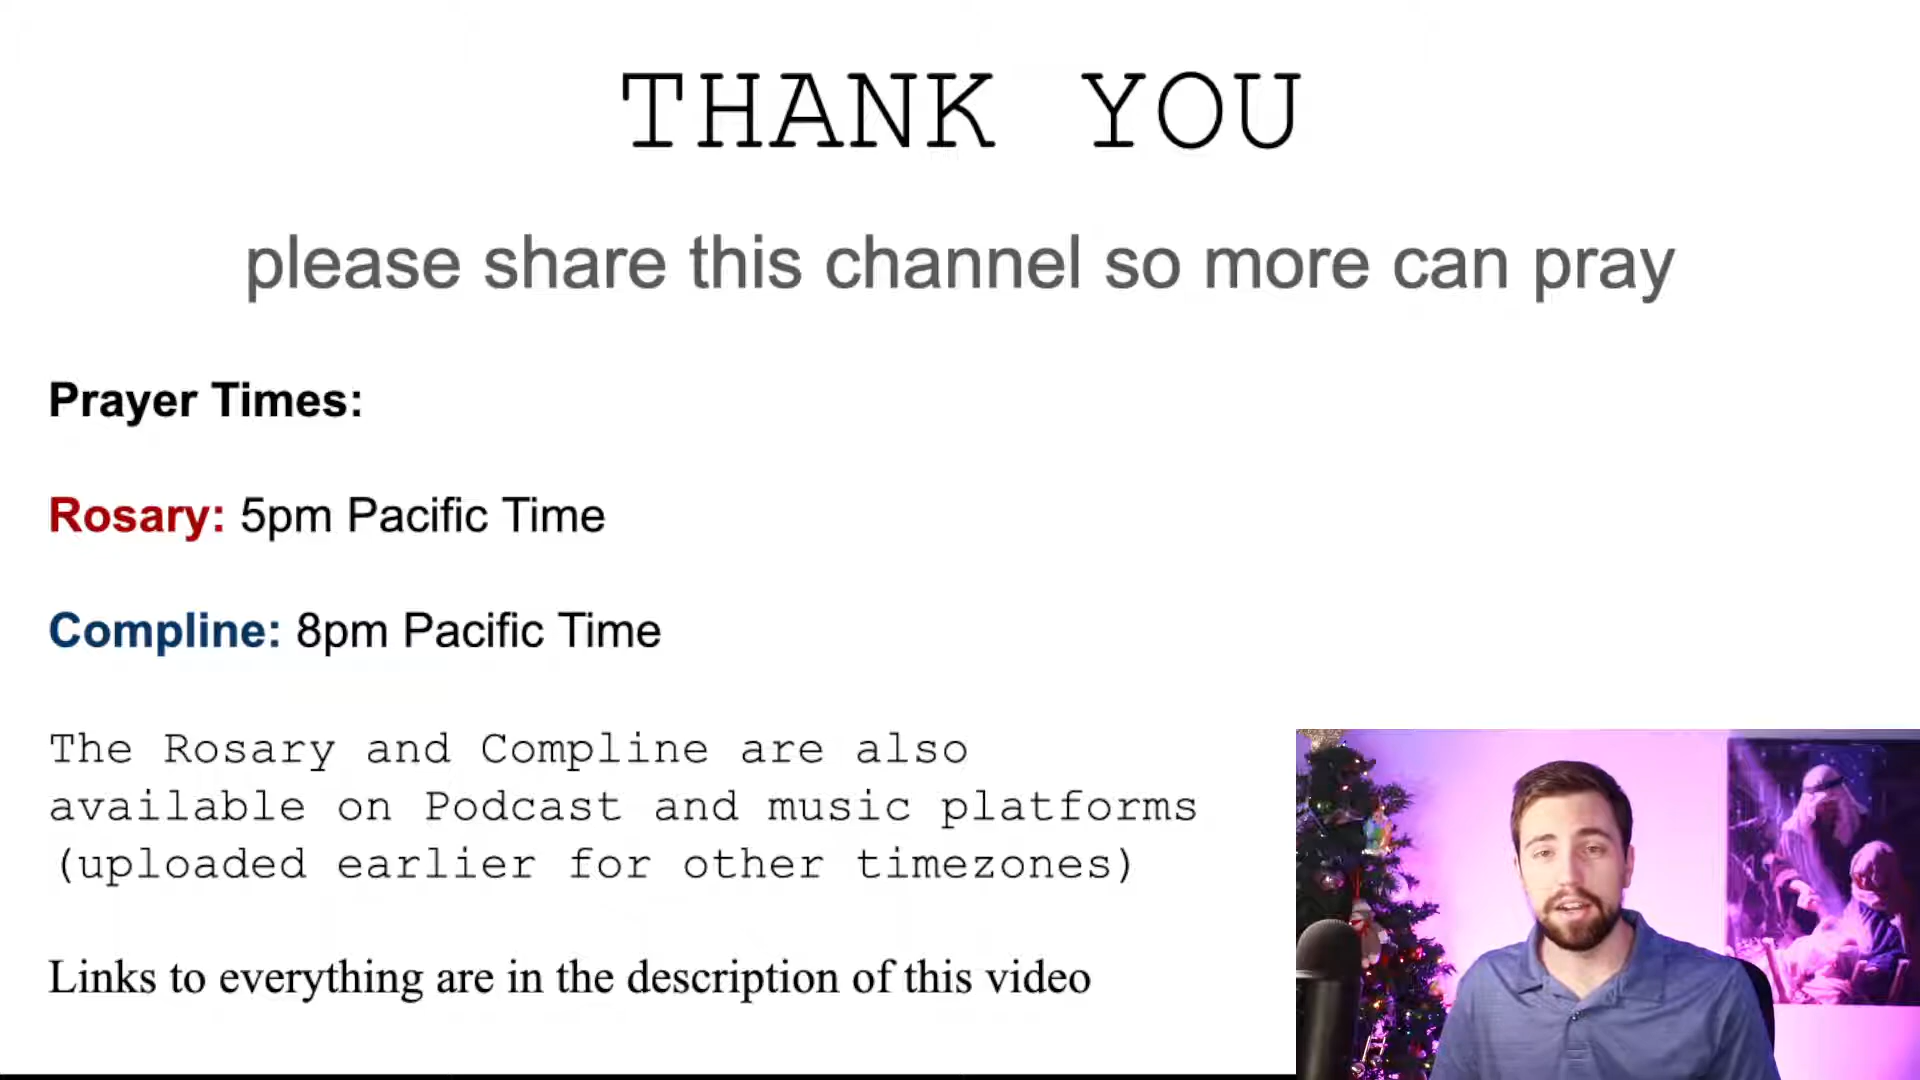 THANK YOU
please share this channel so more can pray
Prayer Times:
Rosary: 5pm Pacific Time
Compline: 8pm Pacific Time
The Rosary and Compline are also
available on Podcast and music platforms
(uploaded earlier for other timezones)
Links to everything are in the description of this video